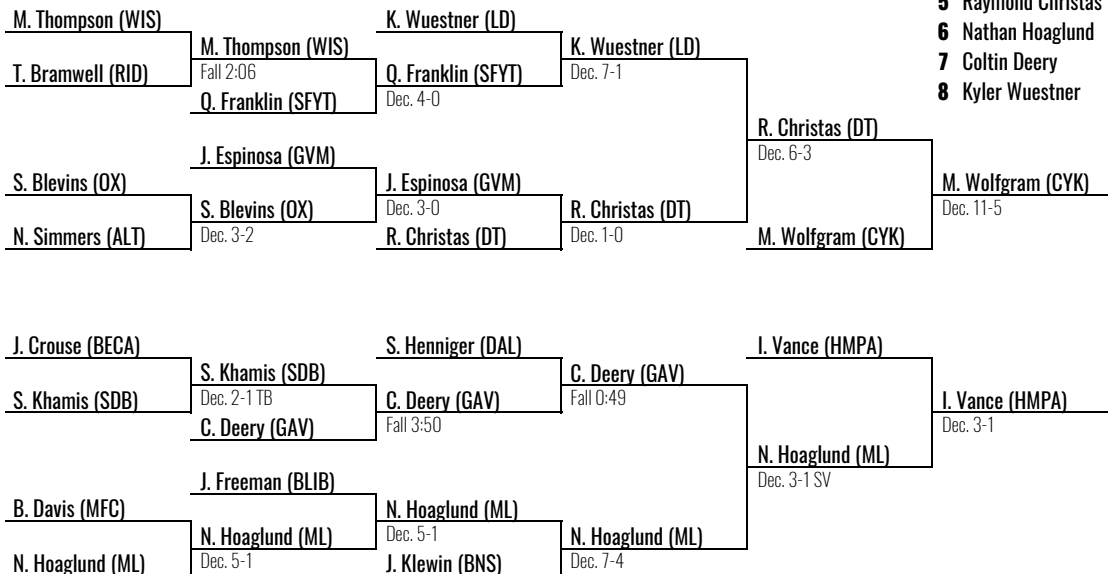 5 Raymond Christas
6 Nathan Hoaglund
7 Coltin Deery
8 Kyler Wuestner
M. Thompson (WIS)
T. Bramwell (RID)
M. Thompson (WIS)
Fall 2:06
Q. Franklin (SFYT)
K. Wuestner (LD)
Q. Franklin (SFYT)
Dec. 4-0
K. Wuestner (LD)
Dec. 7-1
S. Blevins (OX)
N. Simmers (ALT)
J. Espinosa (GVM)
S. Blevins (OX)
Dec. 3-2
J. Espinosa (GVM)
Dec. 3-0
R. Christas (DT)
R. Christas (DT)
Dec. 1-0
R. Christas (DT)
Dec. 6-3
M. Wolfgram (CYK)
M. Wolfgram (CYK)
Dec. 11-5
J. Crouse (BECA)
S. Khamis (SDB)
S. Khamis (SDB)
Dec. 2-1 TB
C. Deery (GAV)
S. Henniger (DAL)
C. Deery (GAV)
Fall 3:50
C. Deery (GAV)
Fall 0:49
B. Davis (MFC)
N. Hoaglund (ML)
J. Freeman (BLIB)
N. Hoaglund (ML)
Dec. 5-1
N. Hoaglund (ML)
Dec. 5-1
J. Klewin (BNS)
N. Hoaglund (ML)
Dec. 7-4
I. Vance (HMPA)
N. Hoaglund (ML)
Dec. 3-1 SV
I. Vance (HMPA)
Dec. 3-1